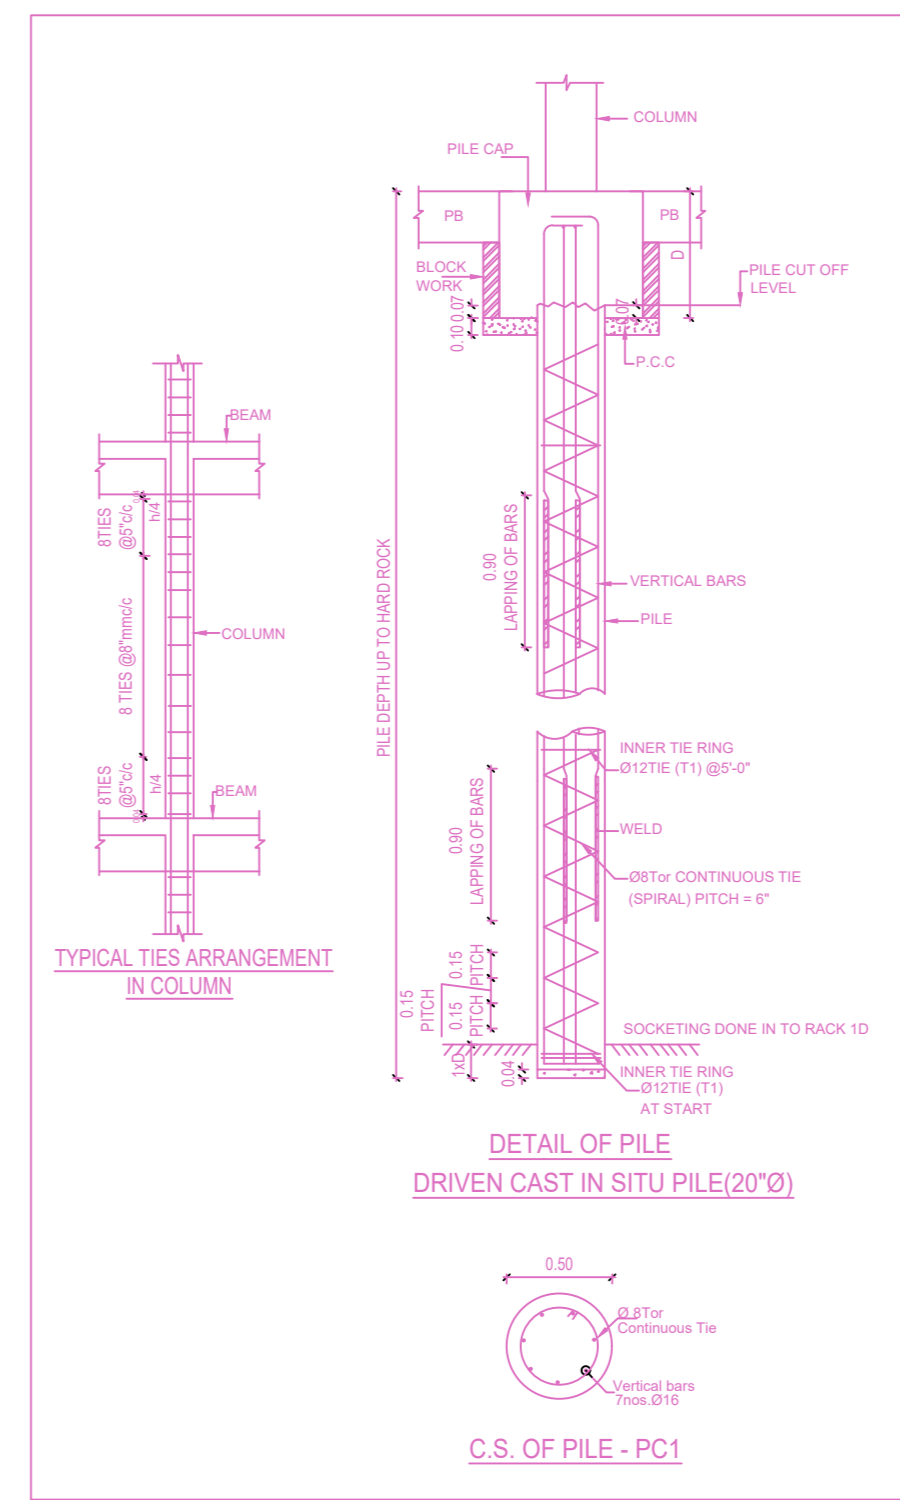 COLUMN
PILE CAP
PB
PB
D
BLOCK
WORK
PILE CUT OFF
LEVEL
0.07
0.10
0.07
P.C.C
BEAM
0.04
8TIES
@5"c/c
h/4
0.90
LAPPING OF BARS
PILE DEPTH UP TO HARD ROCK
VERTICAL BARS
PILE
COLUMN
8 TIES @8"mmc/c
INNER TIE RING
Ø12TIE (T1) @5'-0"
8TIES
@5"c/c
h/4
0.04
BEAM
0.90
LAPPING OF BARS
WELD
Ø8Tor CONTINUOUS TIE
(SPIRAL) PITCH = 6"
TYPICAL TIES ARRANGEMENT
IN COLUMN
0.15
PITCH
0.15
PITCH
0.15
PITCH
SOCKETING DONE IN TO RACK 1D
1xD
0.04
INNER TIE RING
Ø12TIE (T1)
AT START
DETAIL OF PILE
DRIVEN CAST IN SITU PILE(20"Ø)
0.50
Ø 8Tor
Continuous Tie
Vertical bars
7nos.Ø16
C.S. OF PILE - PC1